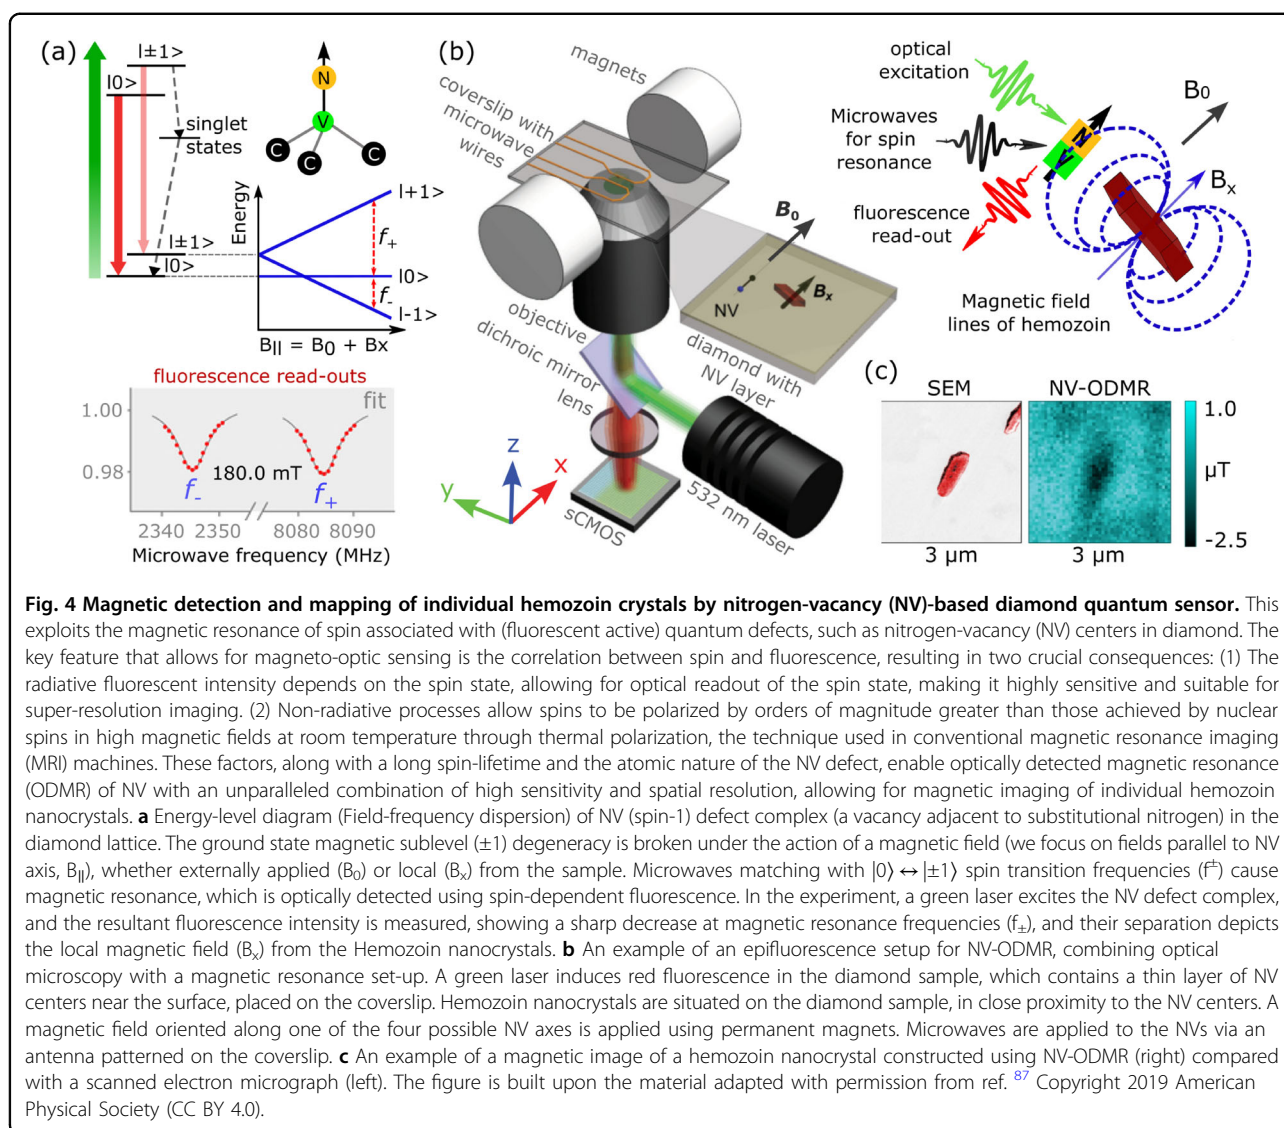 (a)
|±1>
|0>
singlet
states
N
V
C
C
C
|±1>
|0>
Energy
|+1>
f₊
|0>
f₋
|-1>
B|| = B₀ + Bx
fluorescence read-outs
fit
1.00
0.98
180.0 mT
f₋
f₊
2340 2350 8080 8090
Microwave frequency (MHz)
(b)
magnets
coverslip with
microwave
wires
B₀
Bₓ
NV
objective
dichroic mirror
lens
diamond with
NV layer
z
x
y
sCMOS
532 nm laser
optical
excitation
Microwaves
for spin
resonance
fluorescence
read-out
N
V
B₀
Bₓ
Magnetic field
lines of hemozoin
(c)
SEM
NV-ODMR
1.0
µT
-2.5
3 µm
3 µm
Fig. 4 Magnetic detection and mapping of individual hemozoin crystals by nitrogen-vacancy (NV)-based diamond quantum sensor. This
exploits the magnetic resonance of spin associated with (fluorescent active) quantum defects, such as nitrogen-vacancy (NV) centers in diamond. The
key feature that allows for magneto-optic sensing is the correlation between spin and fluorescence, resulting in two crucial consequences: (1) The
radiative fluorescent intensity depends on the spin state, allowing for optical readout of the spin state, making it highly sensitive and suitable for
super-resolution imaging. (2) Non-radiative processes allow spins to be polarized by orders of magnitude greater than those achieved by nuclear
spins in high magnetic fields at room temperature through thermal polarization, the technique used in conventional magnetic resonance imaging
(MRI) machines. These factors, along with a long spin-lifetime and the atomic nature of the NV defect, enable optically detected magnetic resonance
(ODMR) of NV with an unparalleled combination of high sensitivity and spatial resolution, allowing for magnetic imaging of individual hemozoin
nanocrystals. a Energy-level diagram (Field-frequency dispersion) of NV (spin-1) defect complex (a vacancy adjacent to substitutional nitrogen) in the
diamond lattice. The ground state magnetic sublevel (±1) degeneracy is broken under the action of a magnetic field (we focus on fields parallel to NV
axis, B||), whether externally applied (B₀) or local (Bₓ) from the sample. Microwaves matching with |0⟩ ↔ |±1⟩ spin transition frequencies (f±) cause
magnetic resonance, which is optically detected using spin-dependent fluorescence. In the experiment, a green laser excites the NV defect complex,
and the resultant fluorescence intensity is measured, showing a sharp decrease at magnetic resonance frequencies (f±), and their separation depicts
the local magnetic field (Bₓ) from the Hemozoin nanocrystals. b An example of an epifluorescence setup for NV-ODMR, combining optical
microscopy with a magnetic resonance set-up. A green laser induces red fluorescence in the diamond sample, which contains a thin layer of NV
centers near the surface, placed on the coverslip. Hemozoin nanocrystals are situated on the diamond sample, in close proximity to the NV centers. A
magnetic field oriented along one of the four possible NV axes is applied using permanent magnets. Microwaves are applied to the NVs via an
antenna patterned on the coverslip. c An example of a magnetic image of a hemozoin nanocrystal constructed using NV-ODMR (right) compared
with a scanned electron micrograph (left). The figure is built upon the material adapted with permission from ref. 87 Copyright 2019 American
Physical Society (CC BY 4.0).